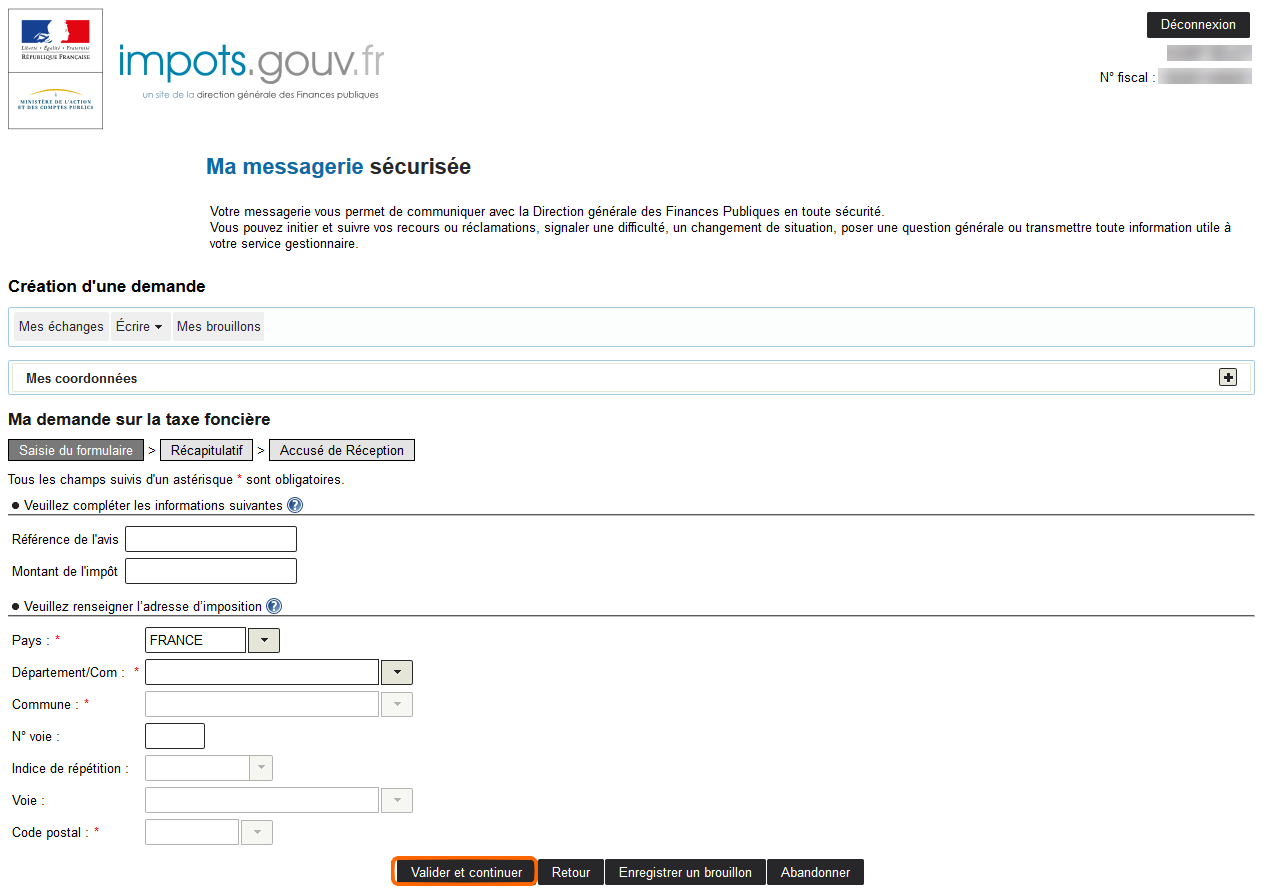 Liberté • Égalité • Fraternité
RÉPUBLIQUE FRANÇAISE
MINISTÈRE DE L'ACTION
ET DES COMPTES PUBLICS
impots.gouv.fr
un site de la direction générale des Finances publiques
Déconnexion
N° fiscal :
Ma messagerie sécurisée
Votre messagerie vous permet de communiquer avec la Direction générale des Finances Publiques en toute sécurité.
Vous pouvez initier et suivre vos recours ou réclamations, signaler une difficulté, un changement de situation, poser une question générale ou transmettre toute information utile à
votre service gestionnaire.
Création d'une demande
Mes échanges Écrire Mes brouillons
Mes coordonnées
Ma demande sur la taxe foncière
Saisie du formulaire > Récapitulatif > Accusé de Réception
Tous les champs suivis d'un astérisque * sont obligatoires.
• Veuillez compléter les informations suivantes ?
Référence de l'avis
Montant de l'impôt
• Veuillez renseigner l’adresse d’imposition ?
Pays : * FRANCE
Département/Com : *
Commune : *
N° voie :
Indice de répétition :
Voie :
Code postal : *
Valider et continuer Retour Enregistrer un brouillon Abandonner